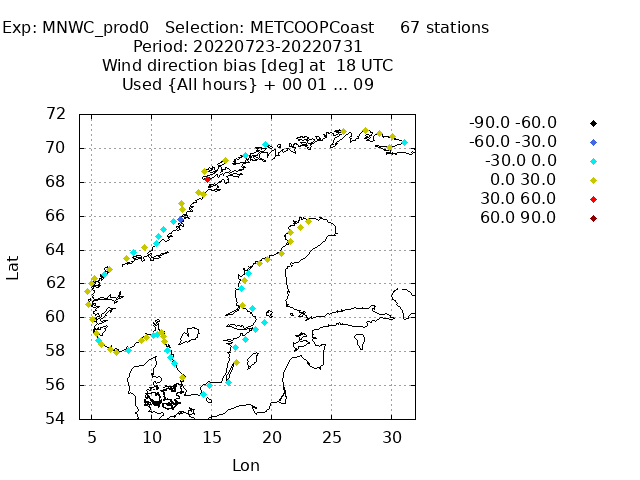 Exp: MNWC_prod0 Selection: METCOOPCoast 67 stations
Period: 20220723-20220731
Wind direction bias [deg] at 18 UTC
Used {All hours} + 00 01 ... 09
-90.0 -60.0
-60.0 -30.0
-30.0 0.0
0.0 30.0
30.0 60.0
60.0 90.0
72
70
68
66
64
62
60
58
56
54
Lat
5 10 15 20 25 30
Lon